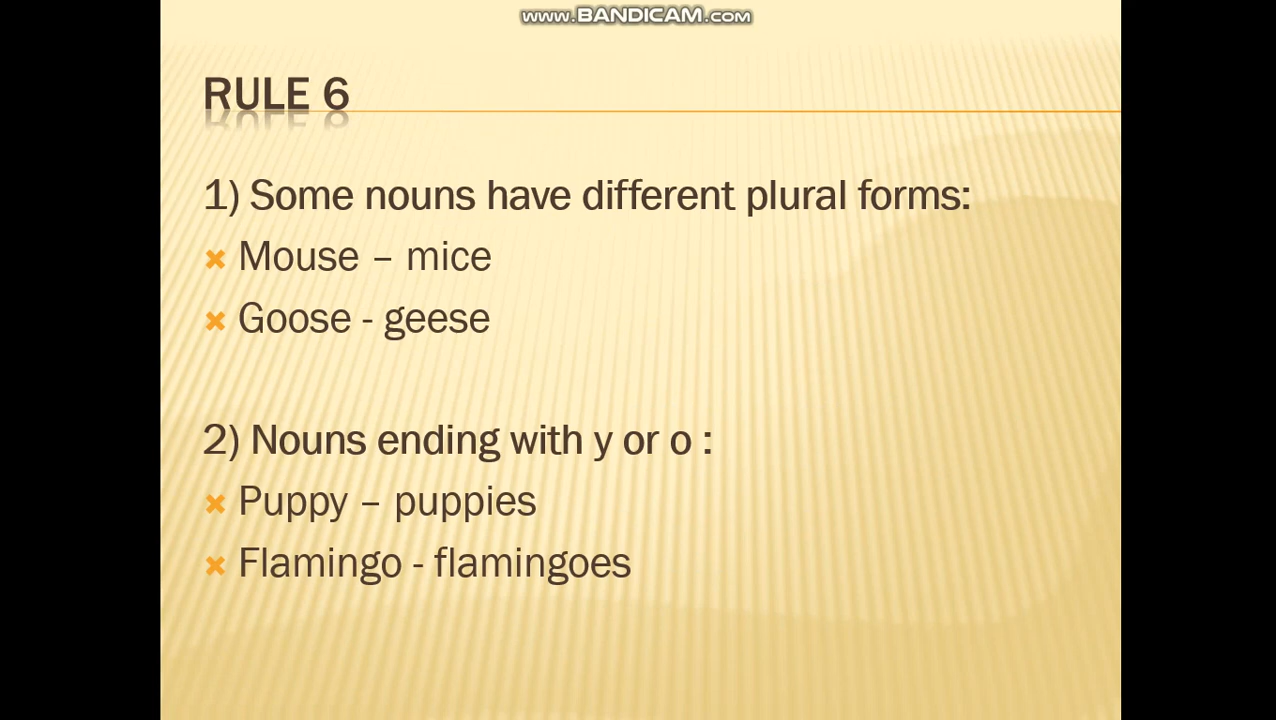 www.BANDICAM.com
RULE 6
1) Some nouns have different plural forms:
Mouse – mice
Goose - geese
2) Nouns ending with y or o :
Puppy – puppies
Flamingo - flamingoes